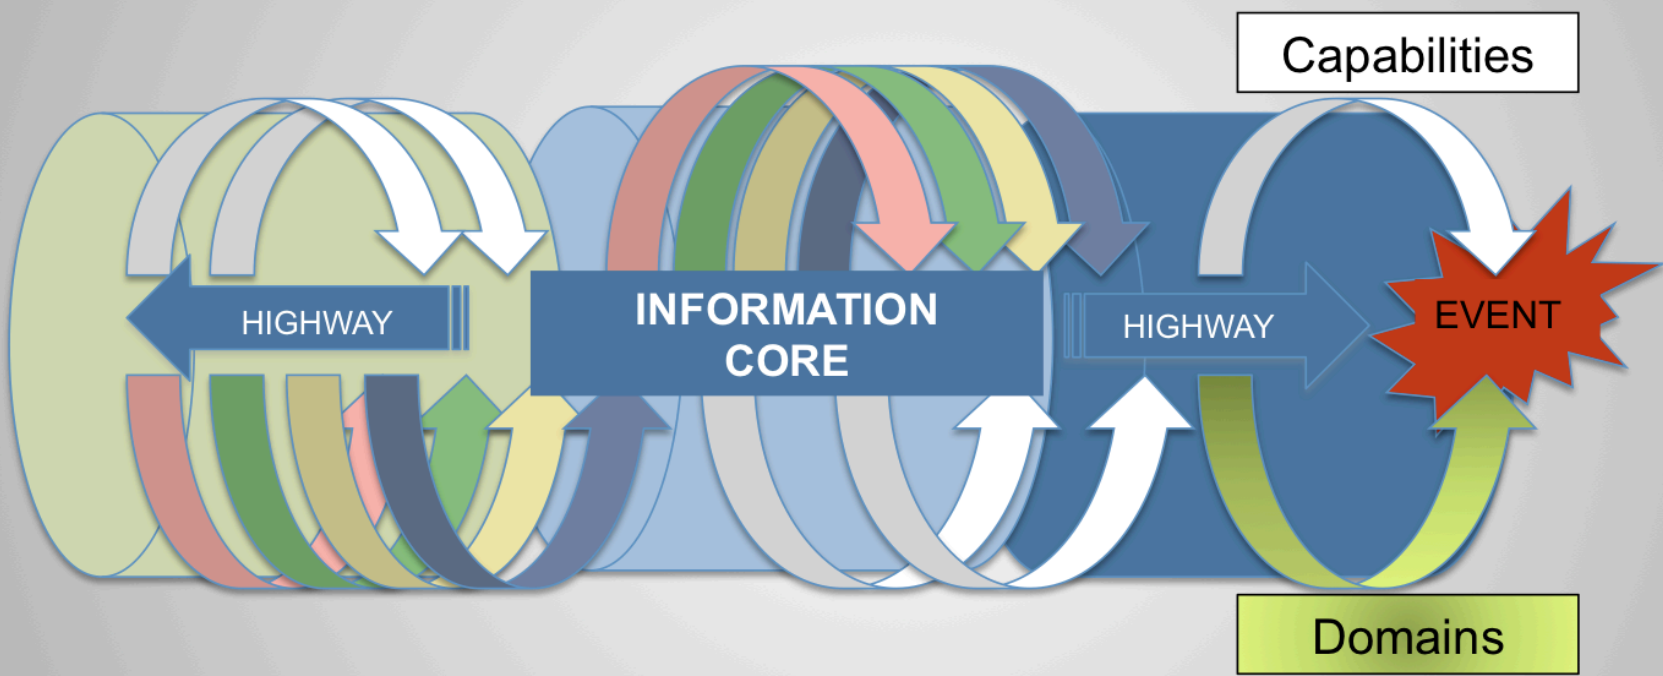 Capabilities
HIGHWAY
INFORMATION
CORE
HIGHWAY
EVENT
Domains